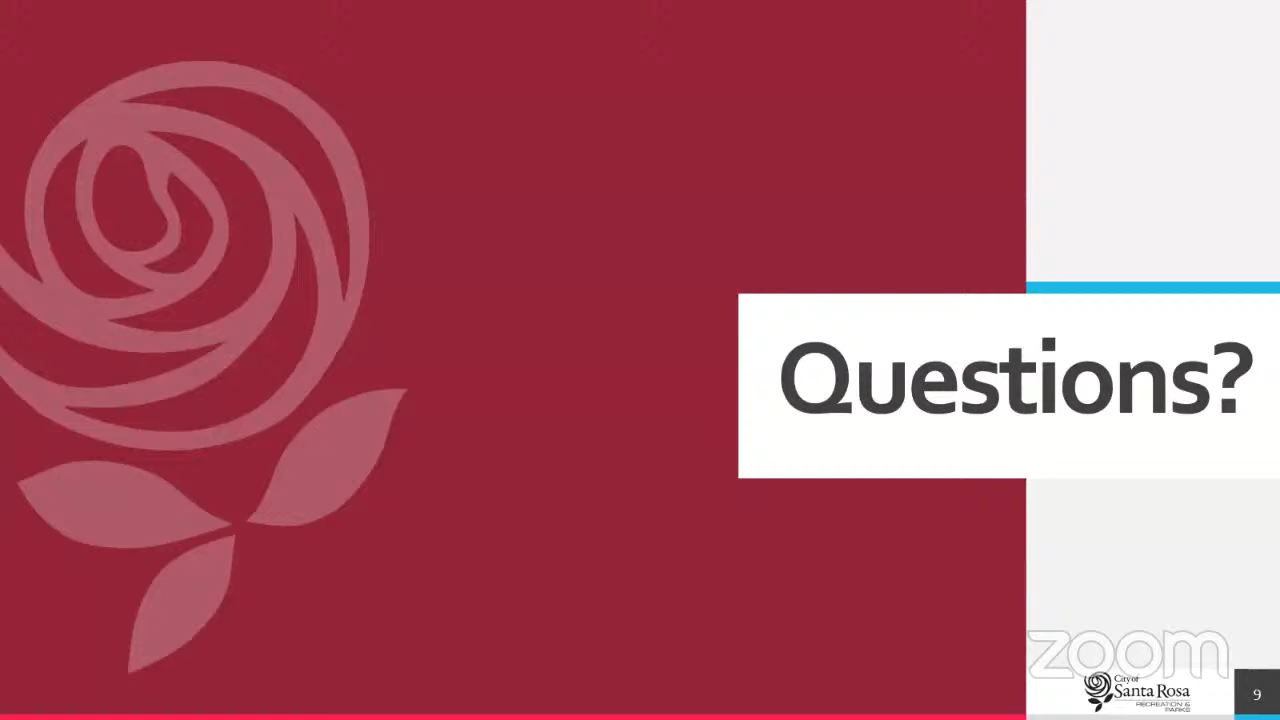 Questions?
zoom
City of
Santa Rosa
RECREATION &
PARKS
9